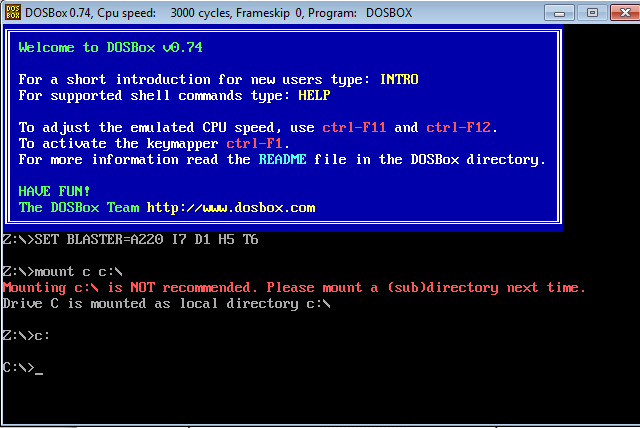 DOS BOX DOSBox 0.74, Cpu speed: 3000 cycles, Frameskip 0, Program: DOSBOX
Welcome to DOSBox v0.74
For a short introduction for new users type: INTRO
For supported shell commands type: HELP
To adjust the emulated CPU speed, use ctrl-F11 and ctrl-F12.
To activate the keymapper ctrl-F1.
For more information read the README file in the DOSBox directory.
HAVE FUN!
The DOSBox Team http://www.dosbox.com
Z:\>SET BLASTER=A220 I7 D1 H5 T6
Z:\>mount c c:\
Mounting c:\ is NOT recommended. Please mount a (sub)directory next time.
Drive C is mounted as local directory c:\
Z:\>c:
C:\>_